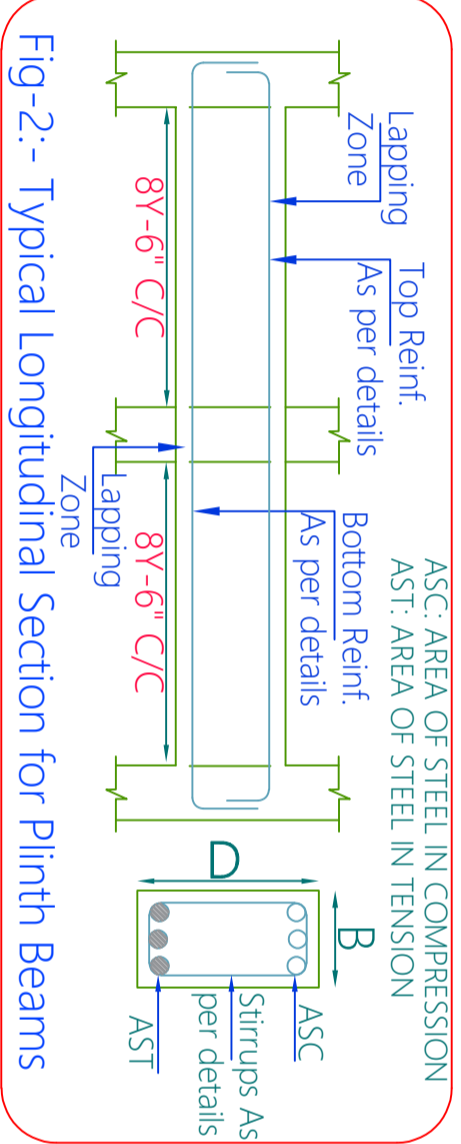 ASC: AREA OF STEEL IN COMPRESSION
AST: AREA OF STEEL IN TENSION
Lapping
Zone
Top Reinf.
As per details
Bottom Reinf.
As per details
8Y-6" C/C
8Y-6" C/C
Lapping
Zone
B
D
ASC
Stirrups As
per details
AST
Fig-2:- Typical Longitudinal Section for Plinth Beams